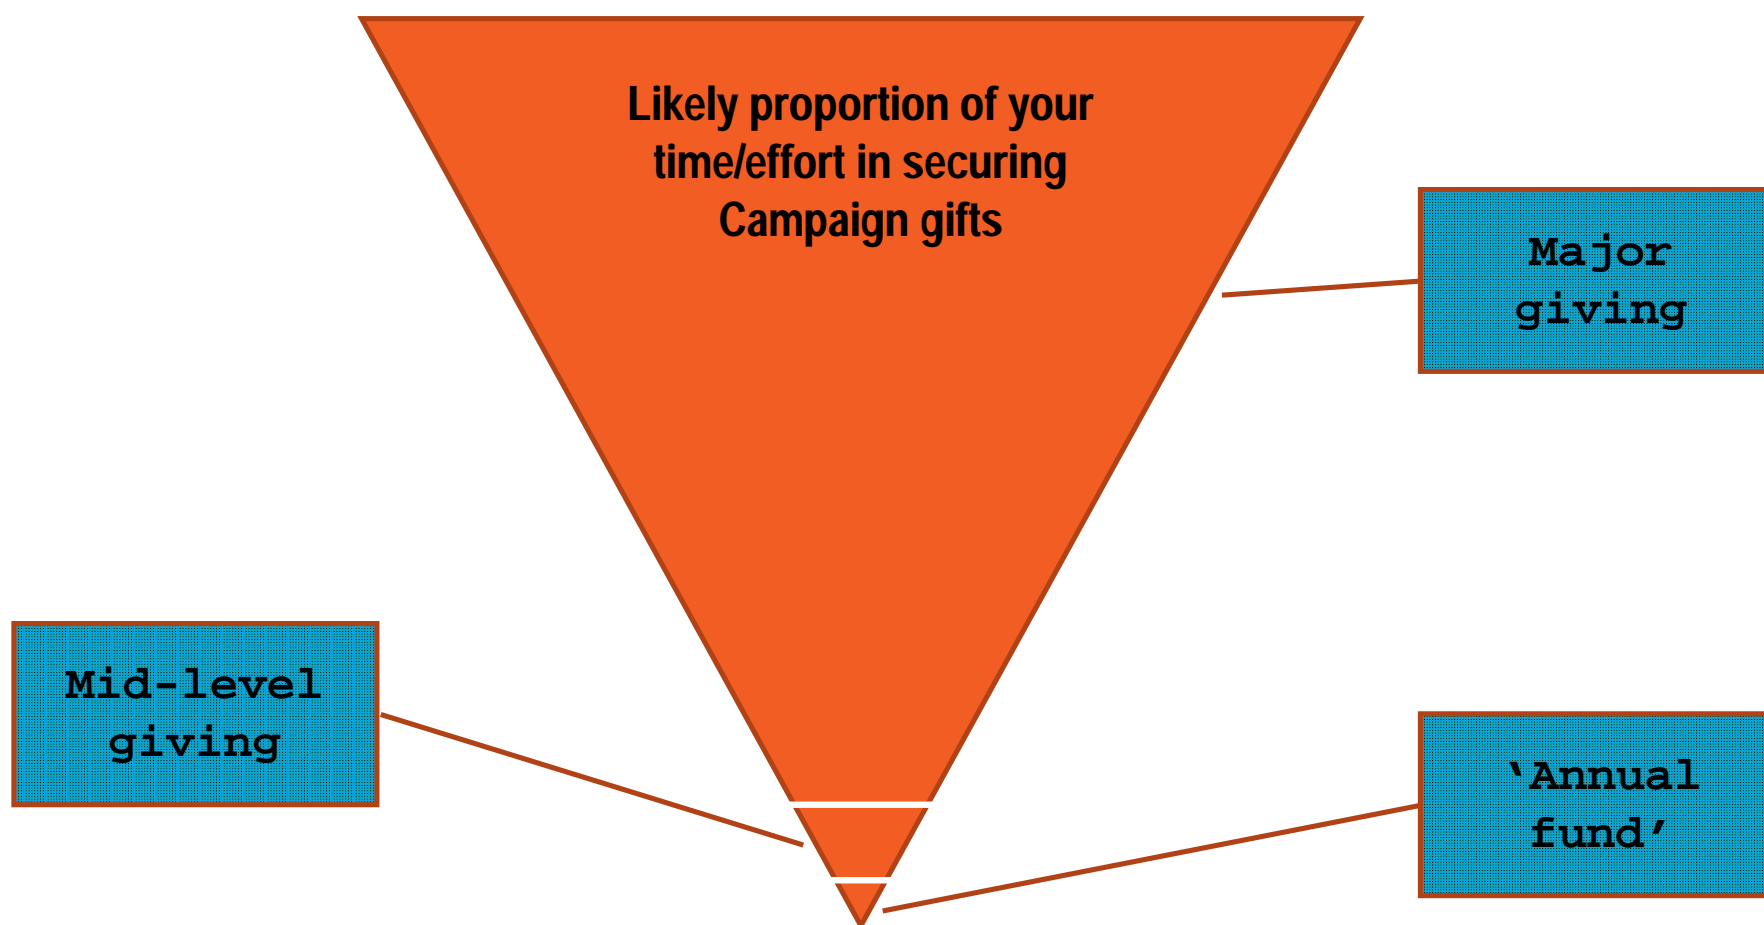 Likely proportion of your
time/effort in securing
Campaign gifts
Major
giving
Mid-level
giving
‘Annual
fund’